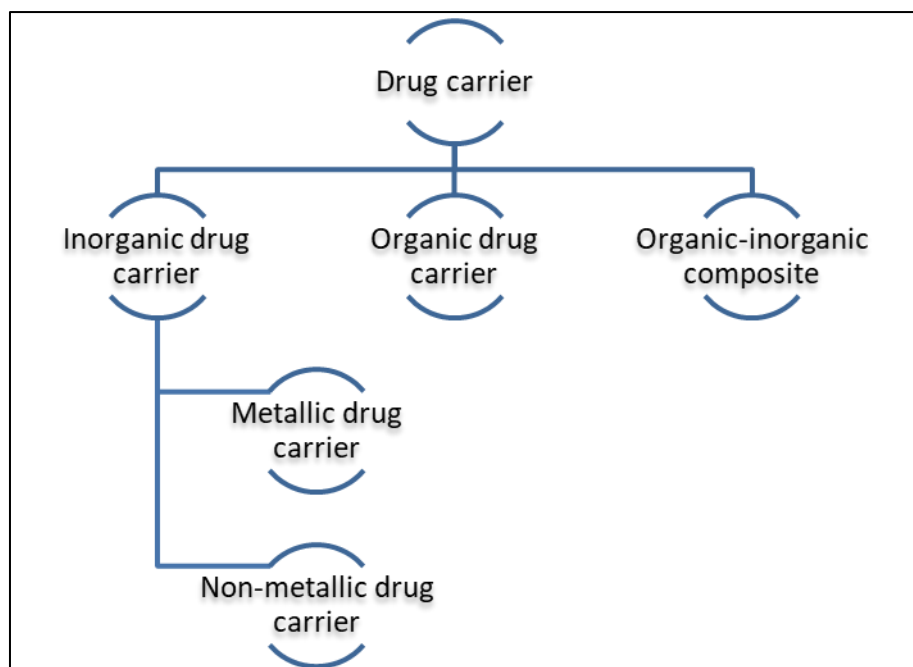 Drug carrier
Inorganic drug
carrier
Organic drug
carrier
Organic-inorganic
composite
Metallic drug
carrier
Non-metallic drug
carrier